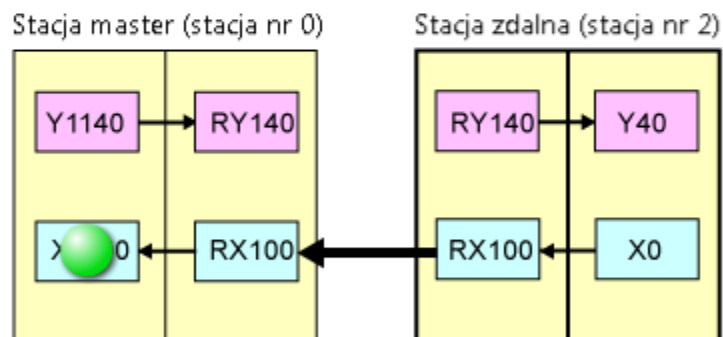 Stacja master (stacja nr 0) Stacja zdalna (stacja nr 2)
Y1140 RY140 RY140 Y40
RX100 RX100 X0